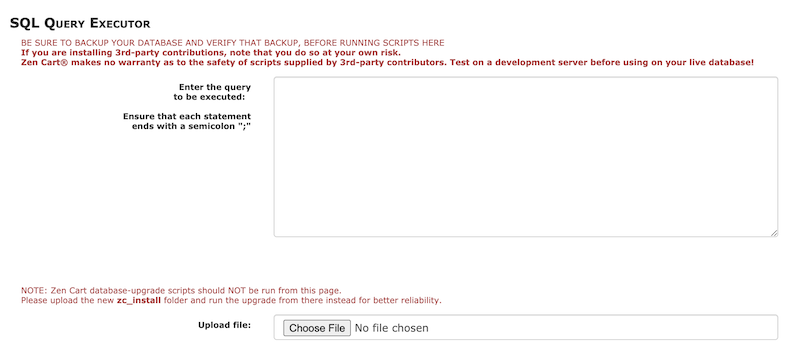 SQL Query Executor
BE SURE TO BACKUP YOUR DATABASE AND VERIFY THAT BACKUP, BEFORE RUNNING SCRIPTS HERE
If you are installing 3rd-party contributions, note that you do so at your own risk.
Zen Cart® makes no warranty as to the safety of scripts supplied by 3rd-party contributors. Test on a development server before using on your live database!
Enter the query
to be executed:
Ensure that each statement
ends with a semicolon ";"
NOTE: Zen Cart database-upgrade scripts should NOT be run from this page.
Please upload the new zc_install folder and run the upgrade from there instead for better reliability.
Upload file: Choose File No file chosen